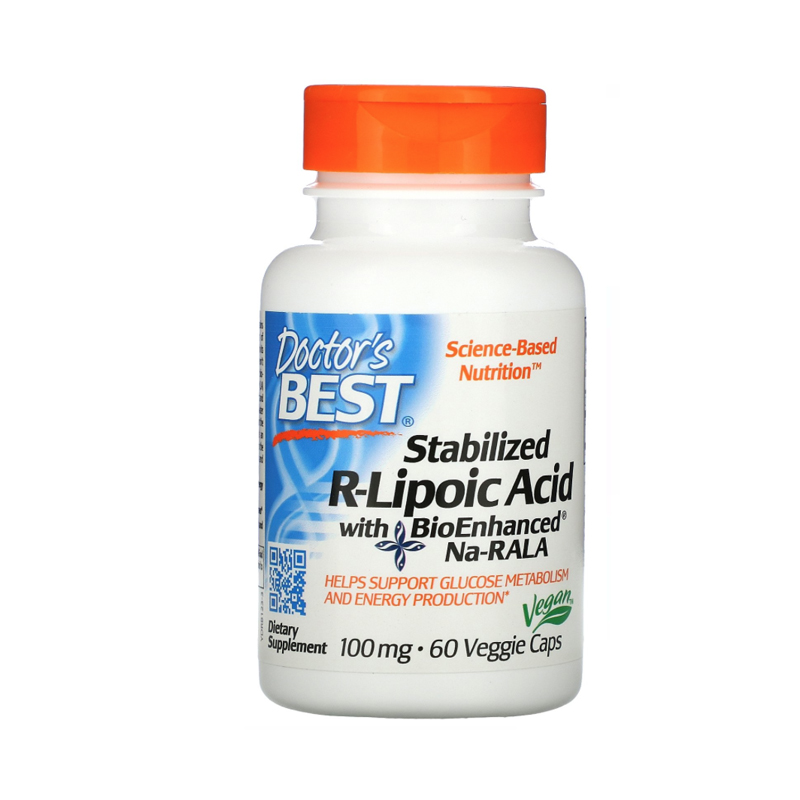 Doctor's
BEST®
Science-Based
Nutrition™
Stabilized
R-Lipoic Acid
with BioEnhanced®
Na-RALA
HELPS SUPPORT GLUCOSE METABOLISM
AND ENERGY PRODUCTION*
Vegan™
Dietary
Supplement
100 mg · 60 Veggie Caps